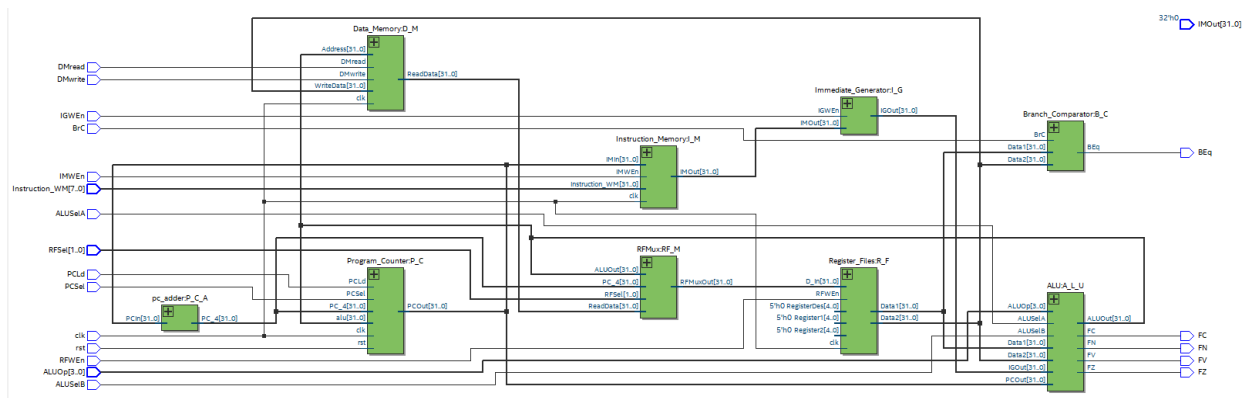 32'h0
IMOut[31..0]
Data_Memory:D_M
Address[31..0]
DMread
DMwrite
WriteData[31..0]
clk
ReadData[31..0]
DMread
DMwrite
IGWEn
BrC
Immediate_Generator:I_G
IGWEn
IMOut[31..0]
IGOut[31..0]
Branch_Comparator:B_C
BrC
Data1[31..0]
Data2[31..0]
BEq
BEq
Instruction_Memory:I_M
IMIn[31..0]
IMWEn
Instruction_WM[31..0]
clk
IMOut[31..0]
IMWEn
Instruction_WM[7..0]
ALUSelA
RFSel[1..0]
PCLd
PCSel
pc_adder:P_C_A
PCIn[31..0]
PC_4[31..0]
clk
rst
RFWEn
ALUOp[3..0]
ALUSelB
Program_Counter:P_C
PCLd
PCSel
PC_4[31..0]
alu[31..0]
clk
rst
PCOut[31..0]
RFMux:RF_M
ALUOut[31..0]
PC_4[31..0]
RFSel[1..0]
ReadData[31..0]
RFMuxOut[31..0]
Register_Files:R_F
D_In[31..0]
RFWEn
5'h0 RegisterDes[4..0]
5'h0 Register1[4..0]
5'h0 Register2[4..0]
clk
Data1[31..0]
Data2[31..0]
ALU:A_L_U
ALUOp[3..0]
ALUSelA
ALUSelB
Data1[31..0]
Data2[31..0]
IGOut[31..0]
PCOut[31..0]
ALUOut[31..0]
FC
FN
FV
FZ
FC
FN
FV
FZ